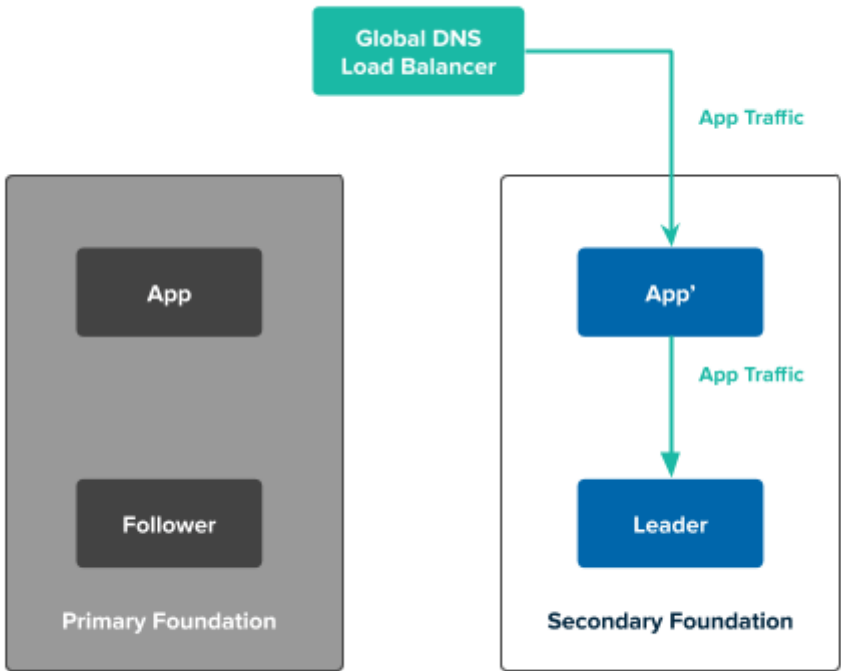 Global DNS
Load Balancer
App Traffic
App
App’
App Traffic
Follower
Leader
Primary Foundation
Secondary Foundation